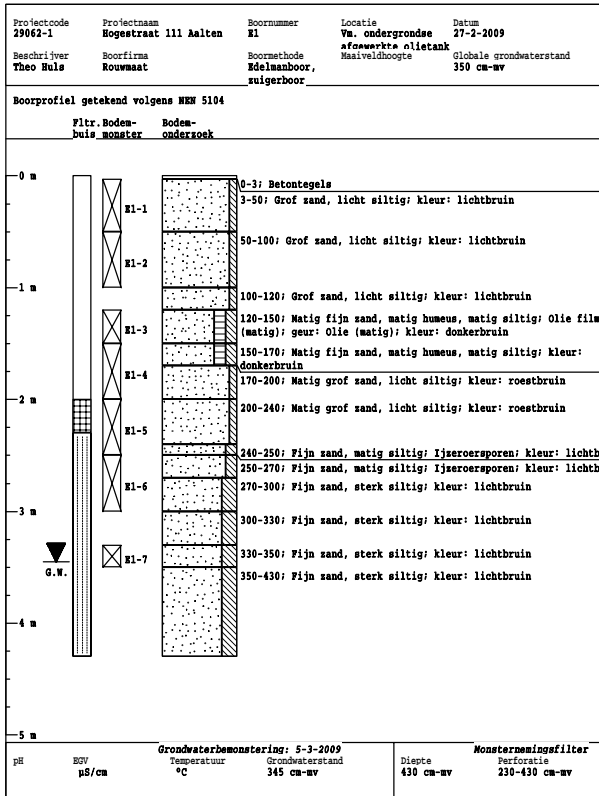 Projectcode Projectnaam Boornummer Locatie Datum
29062-1 Hogestraat 111 Aalten E1 Vm. ondergrondse 27-2-2009
afgewerkte olietank
Beschrijver Boorfirma Boormethode Maaiveldhoogte Globale grondwaterstand
Theo Huls Rouwmaat Edelmanboor, 350 cm-mv
zuigerboor
Boorprofiel getekend volgens NEN 5104
Fltr. Bodem- Bodem-
buis monster onderzoek
0 m
0-3; Betontegels
3-50; Grof zand, licht siltig; kleur: lichtbruin
E1-1
50-100; Grof zand, licht siltig; kleur: lichtbruin
E1-2
1 m
100-120; Grof zand, licht siltig; kleur: lichtbruin
120-150; Matig fijn zand, matig humeus, matig siltig; Olie film
E1-3
(matig); geur: Olie (matig); kleur: donkerbruin
150-170; Matig fijn zand, matig humeus, matig siltig; kleur:
donkerbruin
E1-4
170-200; Matig grof zand, licht siltig; kleur: roestbruin
2 m
200-240; Matig grof zand, licht siltig; kleur: roestbruin
E1-5
240-250; Fijn zand, matig siltig; Ijzeroersporen; kleur: lichtb
250-270; Fijn zand, matig siltig; Ijzeroersporen; kleur: lichtb
E1-6
270-300; Fijn zand, sterk siltig; kleur: lichtbruin
3 m
300-330; Fijn zand, sterk siltig; kleur: lichtbruin
330-350; Fijn zand, sterk siltig; kleur: lichtbruin
E1-7
G.W.
350-430; Fijn zand, sterk siltig; kleur: lichtbruin
4 m
5 m
Grondwaterbemonstering: 5-3-2009 Monsternemingsfilter
pH EGV Temperatuur Grondwaterstand Diepte Perforatie
µS/cm °C 345 cm-mv 430 cm-mv 230-430 cm-mv